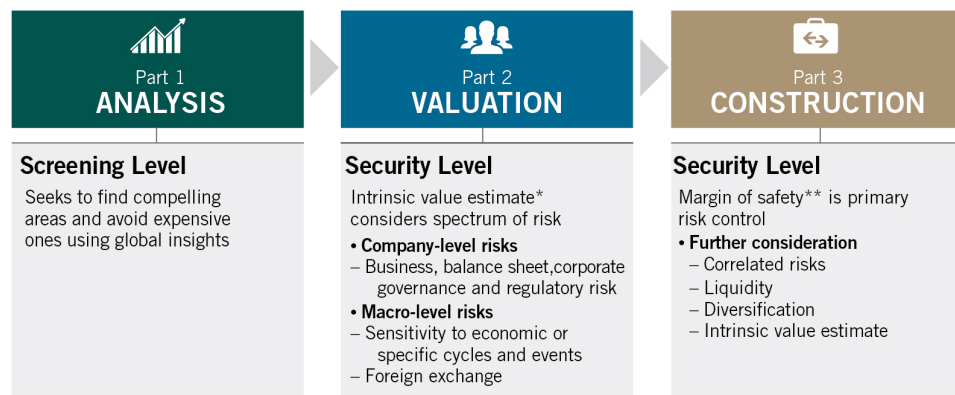 Part 1
ANALYSIS
Screening Level
Seeks to find compelling
areas and avoid expensive
ones using global insights
Part 2
VALUATION
Security Level
Intrinsic value estimate*
considers spectrum of risk
• Company-level risks
– Business, balance sheet,corporate
governance and regulatory risk
• Macro-level risks
– Sensitivity to economic or
specific cycles and events
– Foreign exchange
Part 3
CONSTRUCTION
Security Level
Margin of safety** is primary
risk control
• Further consideration
– Correlated risks
– Liquidity
– Diversification
– Intrinsic value estimate